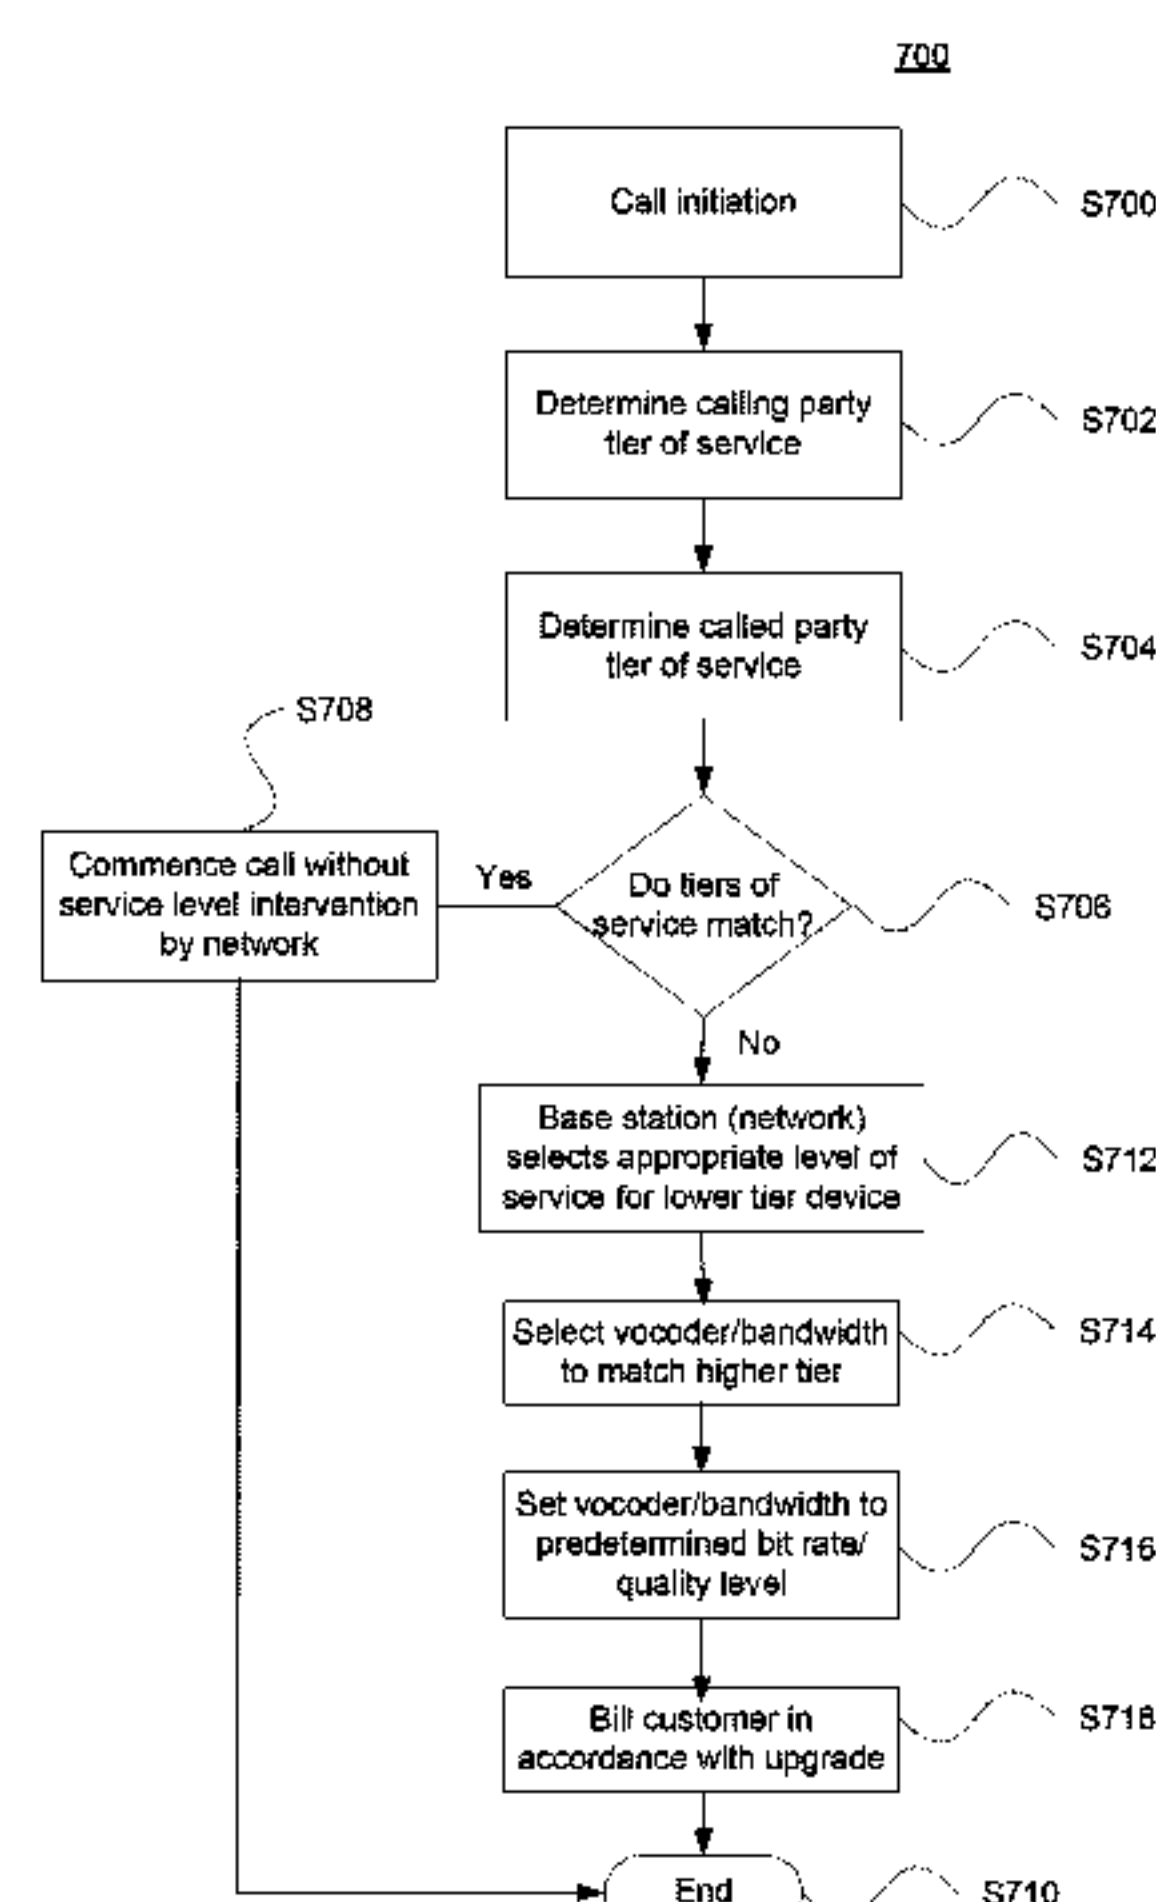 700
Call initiation
S700
Determine calling party
tier of service
S702
Determine called party
tier of service
S704
S708
Commence call without
service level intervention
by network
Yes
Do tiers of
service match?
S706
No
Base station (network)
selects appropriate level of
service for lower tier device
S712
Select vocoder/bandwidth
to match higher tier
S714
Set vocoder/bandwidth to
predetermined bit rate/
quality level
S716
Bill customer in
accordance with upgrade
S718
End
S710